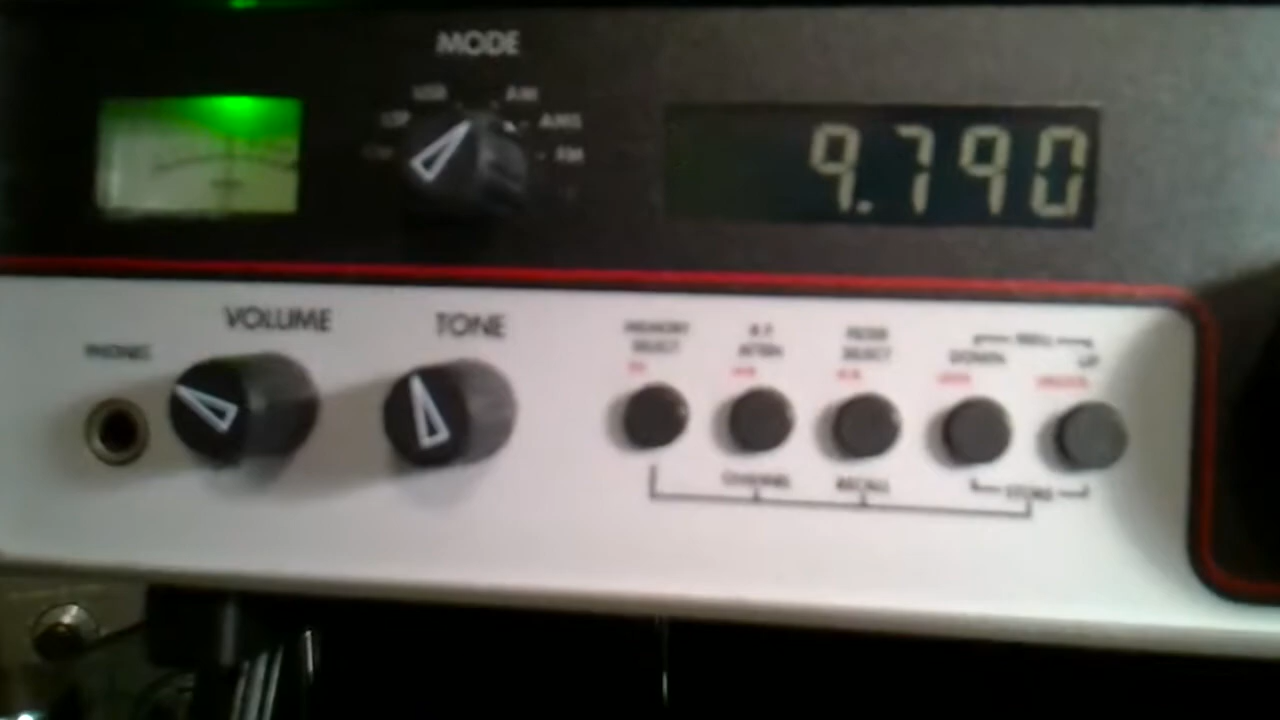 MODE
USB
AM
LSB
AMS
CW
FM
9.790
VOLUME
TONE
PHONES
MEMORY
SELECT
R.F.
ATTEN
FILTER
SELECT
DOWN
UP
CHANNEL
RECALL
STORE